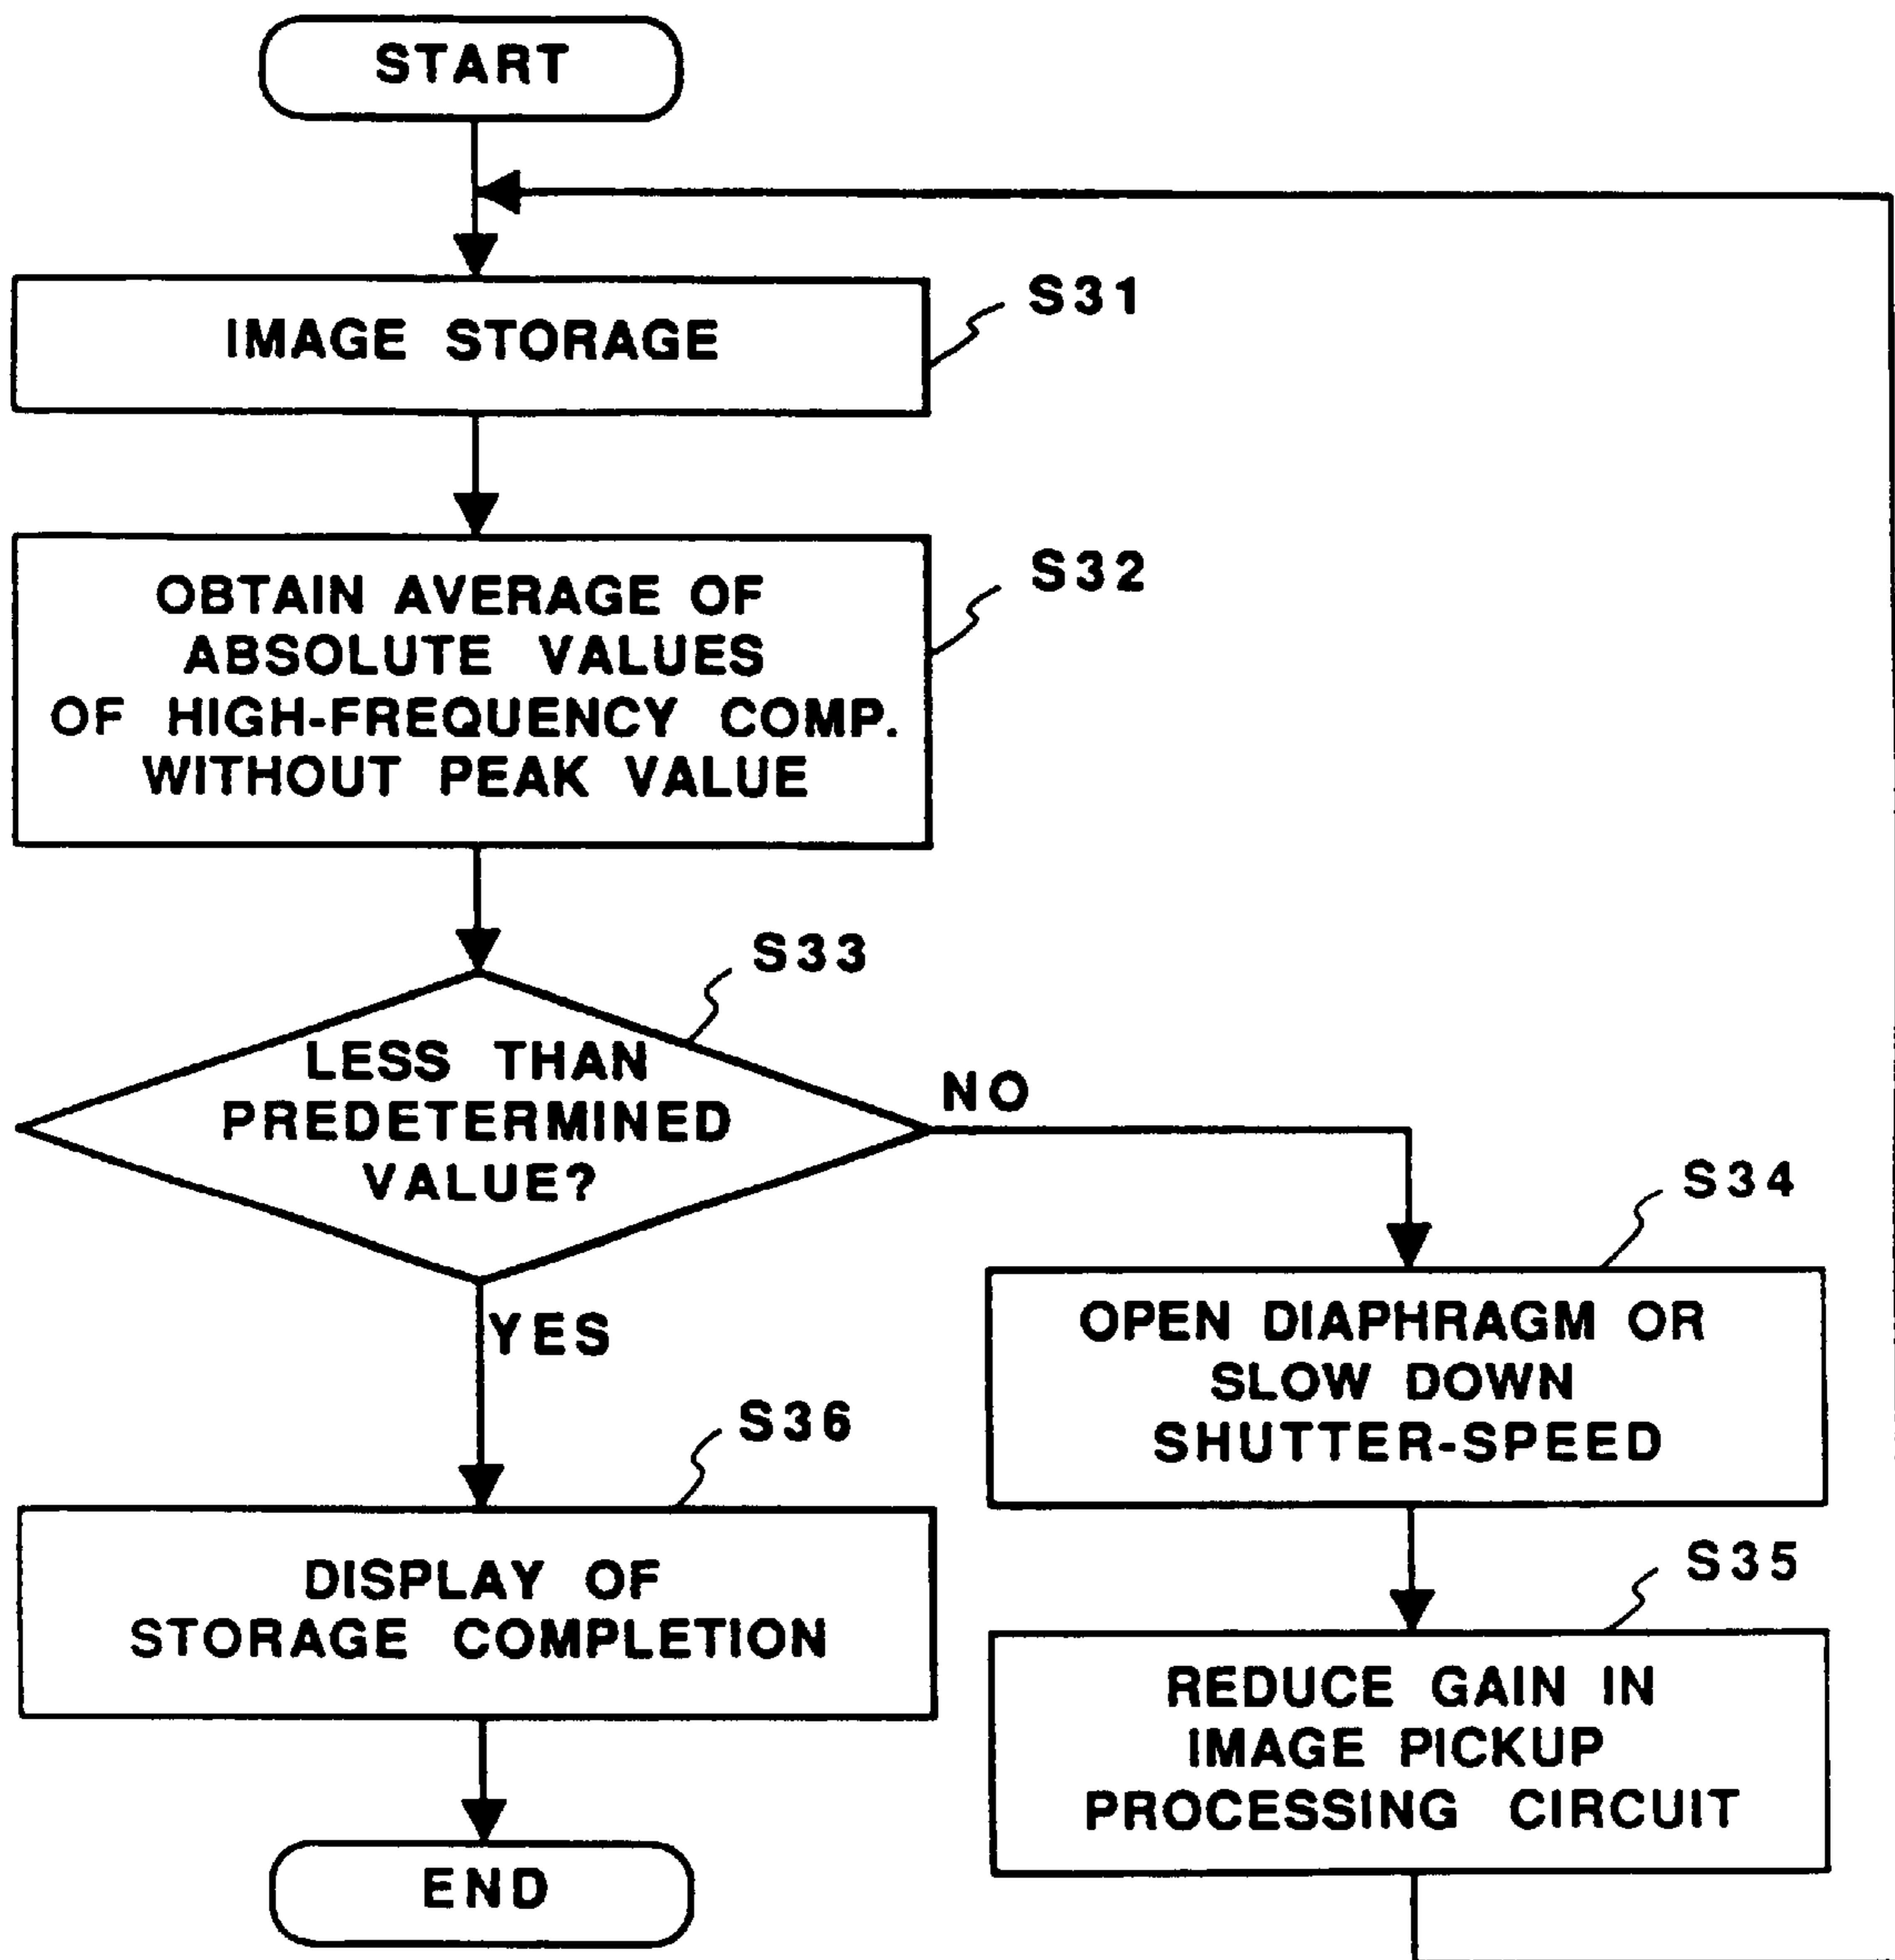 START
S31
IMAGE STORAGE
S32
OBTAIN AVERAGE OF
ABSOLUTE VALUES
OF HIGH-FREQUENCY COMP.
WITHOUT PEAK VALUE
S33
LESS THAN
PREDETERMINED
VALUE?
NO
YES
S34
OPEN DIAPHRAGM OR
SLOW DOWN
SHUTTER-SPEED
S36
DISPLAY OF
STORAGE COMPLETION
S35
REDUCE GAIN IN
IMAGE PICKUP
PROCESSING CIRCUIT
END